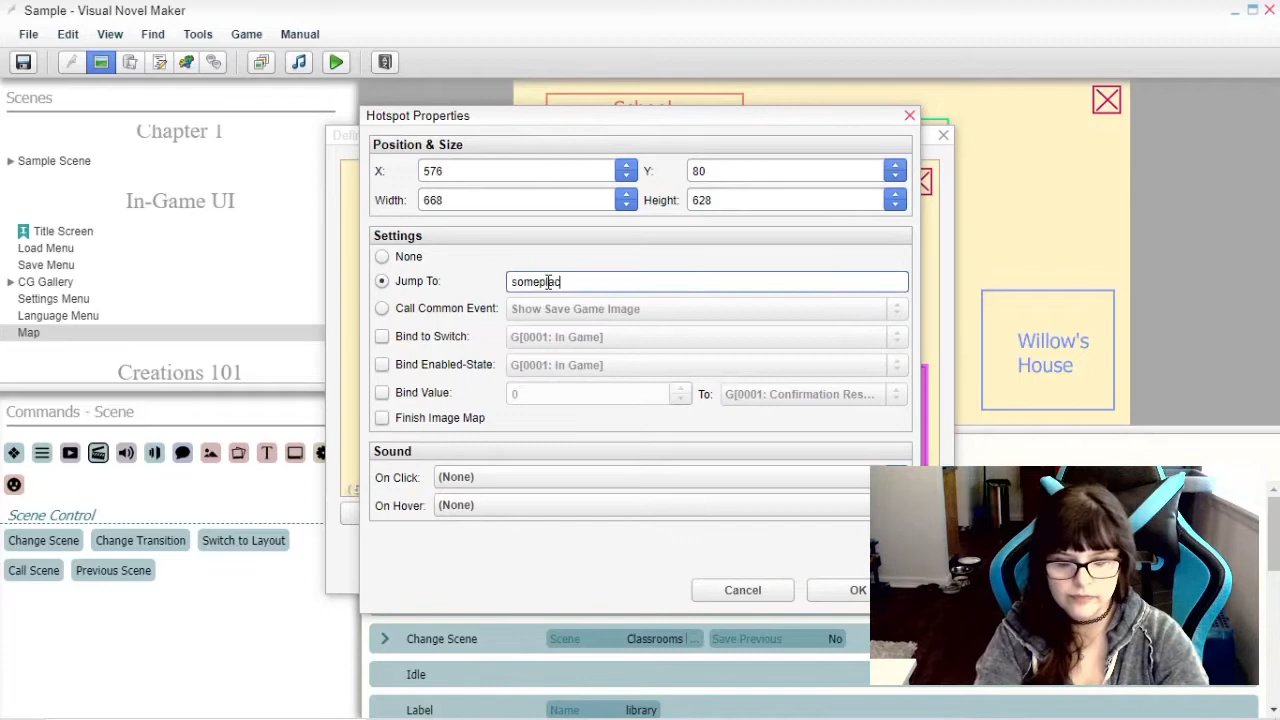 Sample - Visual Novel Maker
File Edit View Find Tools Game Manual
Scenes
Chapter 1
Sample Scene
In-Game UI
Title Screen
Load Menu
Save Menu
CG Gallery
Settings Menu
Language Menu
Map
Creations 101
Commands - Scene
Scene Control
Change Scene Change Transition Switch to Layout
Call Scene Previous Scene
School
Hotspot Properties
Position & Size
X: 576 Y: 80
Width: 668 Height: 628
Settings
None
Jump To: someplac
Call Common Event: Show Save Game Image
Bind to Switch: G[0001: In Game]
Bind Enabled-State: G[0001: In Game]
Bind Value: 0 To: G[0001: Confirmation Res...
Finish Image Map
Sound
On Click: (None)
On Hover: (None)
Cancel OK
Willow's
House
Change Scene Scene Classrooms ... Save Previous No
Idle
Label Name library